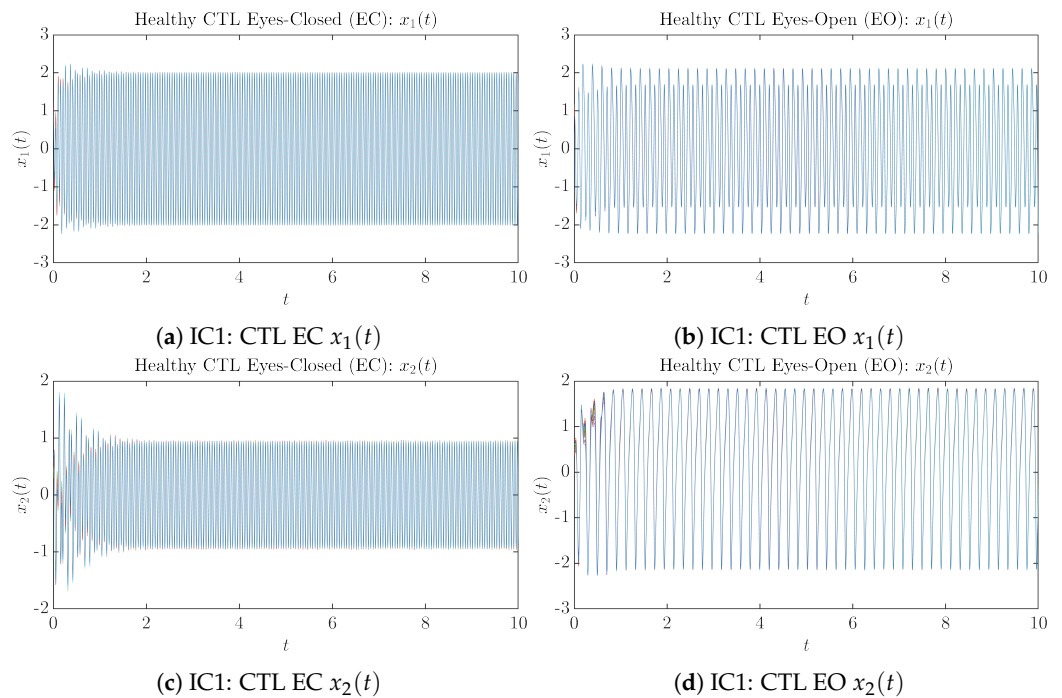 Healthy CTL Eyes-Closed (EC): x₁(t)
3
2
1
0
-1
-2
-3
x₁(t)
0 2 4 6 8 10
t
(a) IC1: CTL EC x₁(t)
Healthy CTL Eyes-Open (EO): x₁(t)
3
2
1
0
-1
-2
-3
x₁(t)
0 2 4 6 8 10
t
(b) IC1: CTL EO x₁(t)
Healthy CTL Eyes-Closed (EC): x₂(t)
2
1
0
-1
-2
x₂(t)
0 2 4 6 8 10
t
(c) IC1: CTL EC x₂(t)
Healthy CTL Eyes-Open (EO): x₂(t)
2
1
0
-1
-2
-3
x₂(t)
0 2 4 6 8 10
t
(d) IC1: CTL EO x₂(t)